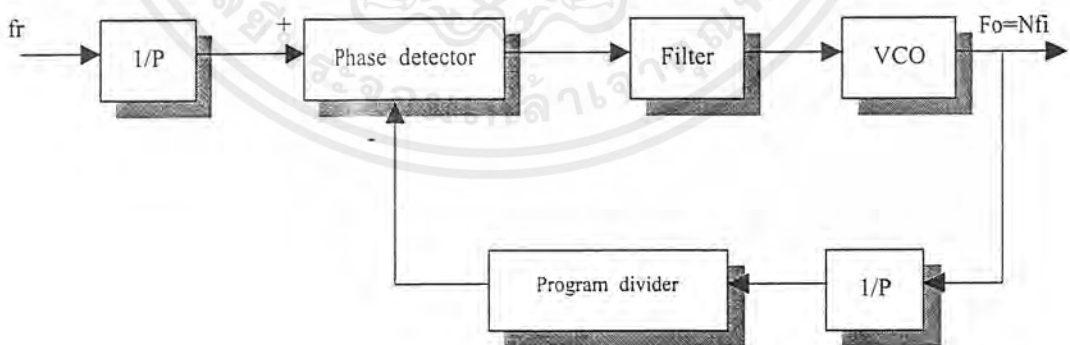 fr
1/P
+
Phase detector
Filter
VCO
Fo=Nfi
-
Program divider
1/P